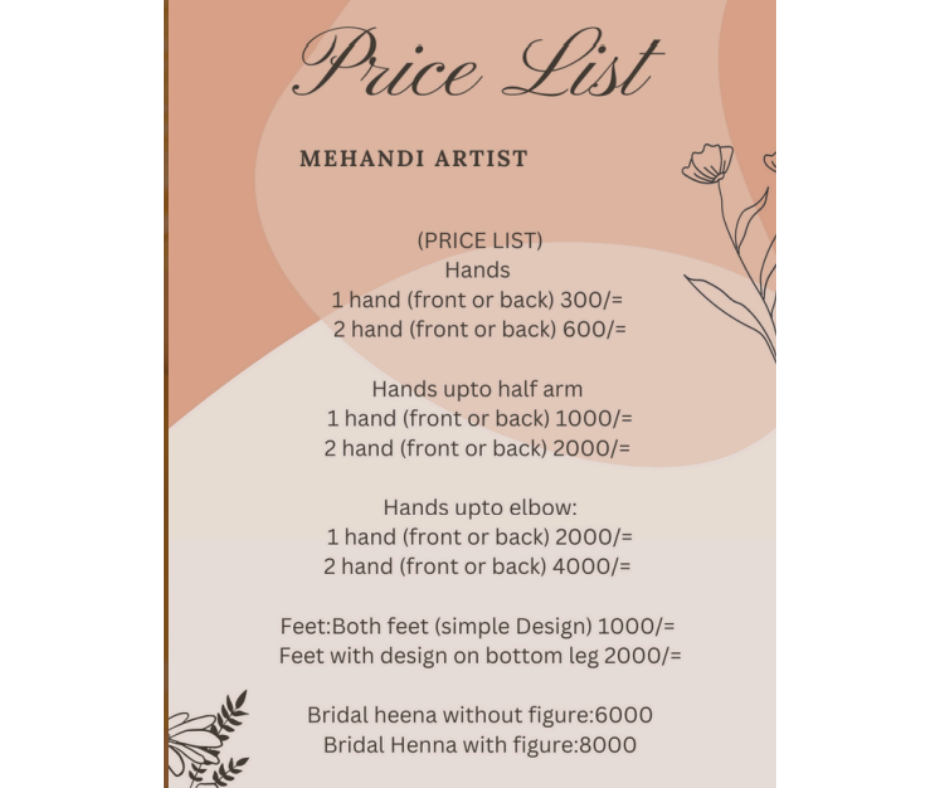 Price List
MEHANDI ARTIST
(PRICE LIST)
Hands
1 hand (front or back) 300/=
2 hand (front or back) 600/=
Hands upto half arm
1 hand (front or back) 1000/=
2 hand (front or back) 2000/=
Hands upto elbow:
1 hand (front or back) 2000/=
2 hand (front or back) 4000/=
Feet:Both feet (simple Design) 1000/=
Feet with design on bottom leg 2000/=
Bridal heena without figure:6000
Bridal Henna with figure:8000